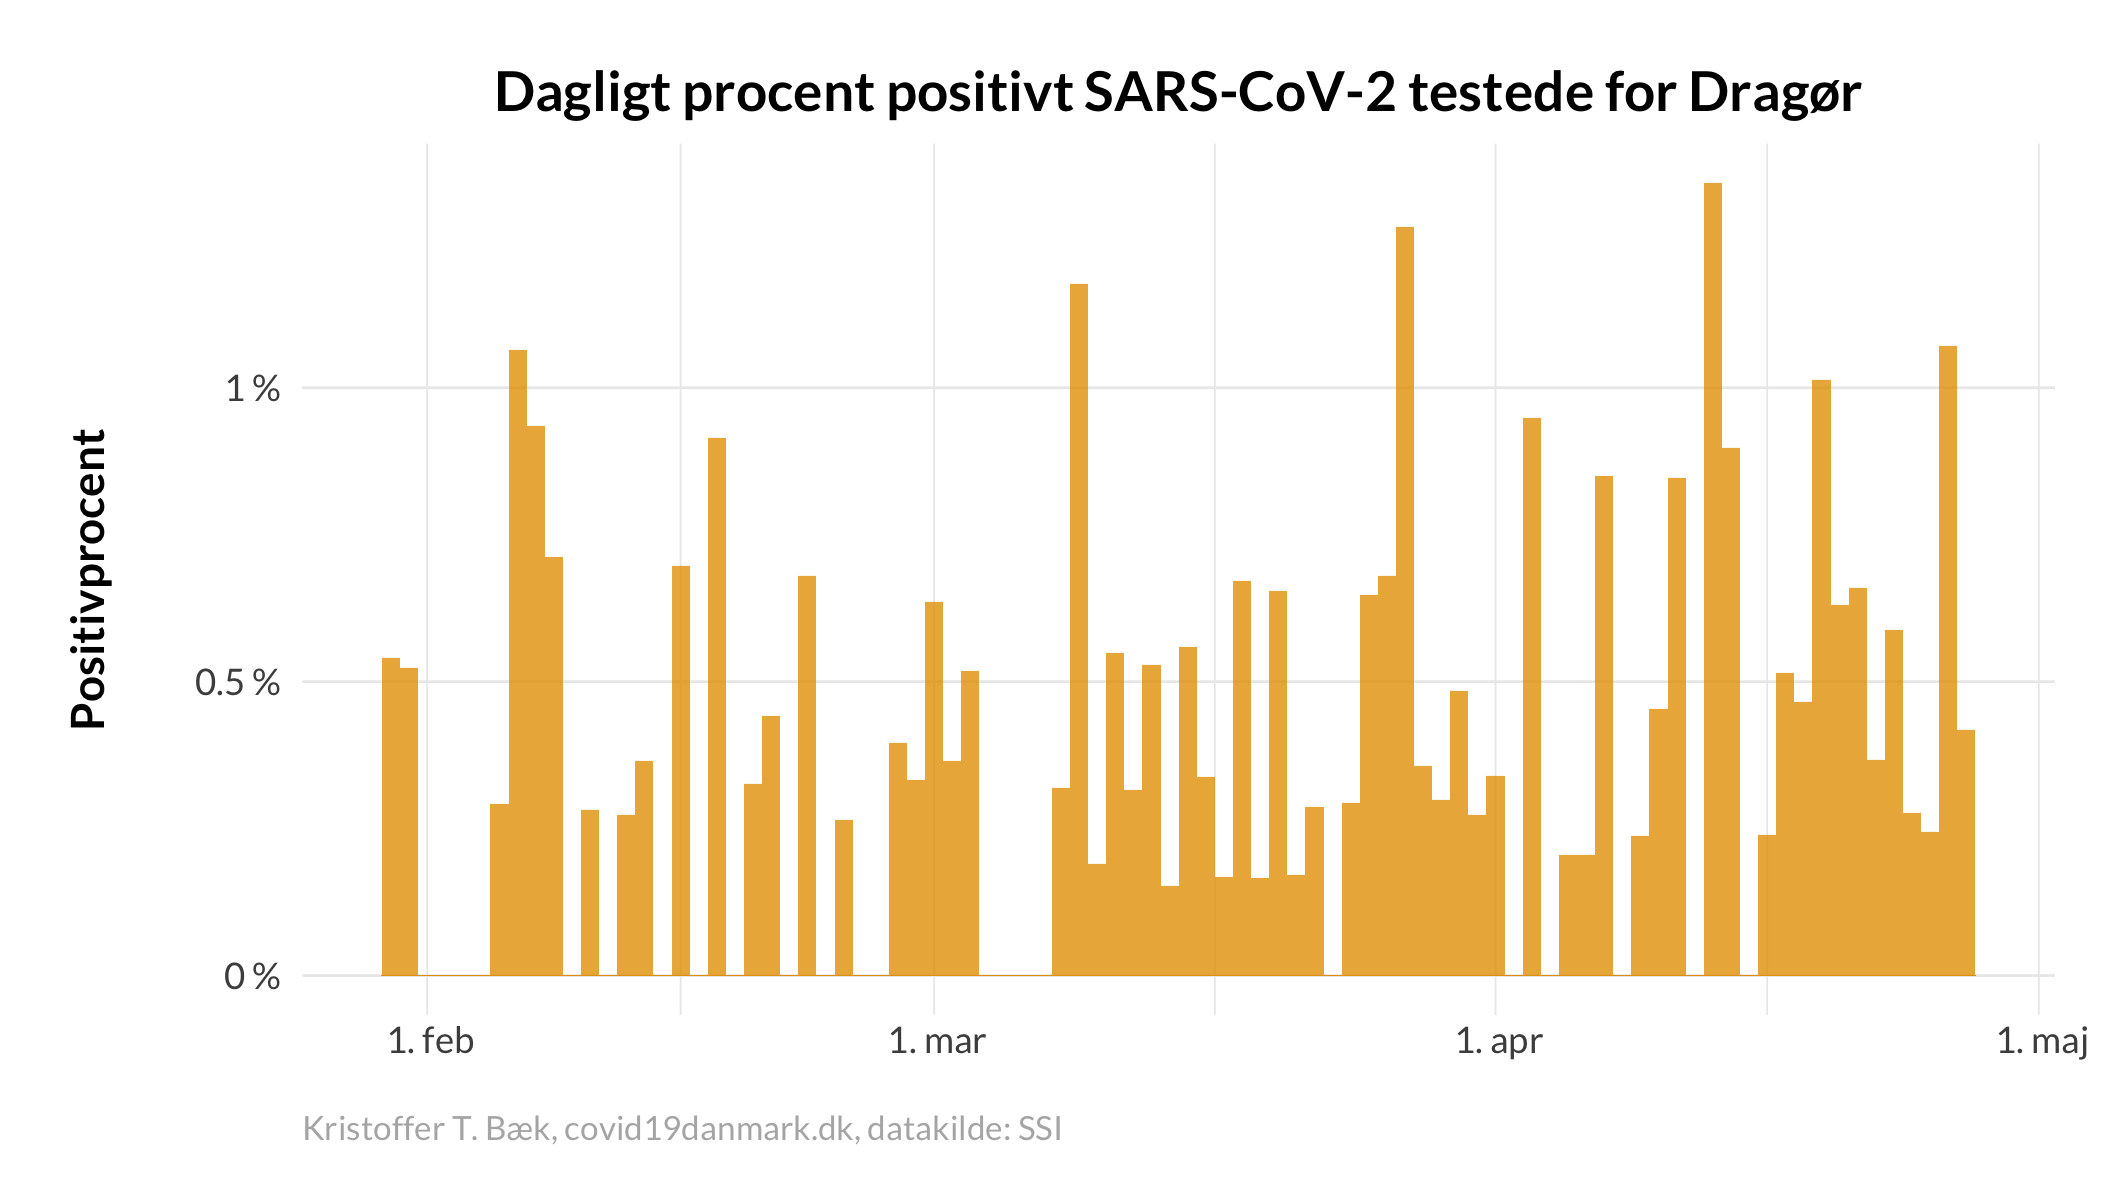 Dagligt procent positivt SARS-CoV-2 testede for Dragør
Positivprocent
1 %
0.5 %
0 %
1. feb
1. mar
1. apr
1. maj
Kristoffer T. Bæk, covid19danmark.dk, datakilde: SSI